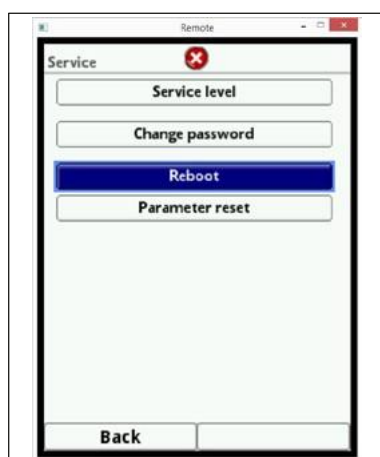 Remote
Service
Service level
Change password
Reboot
Parameter reset
Back